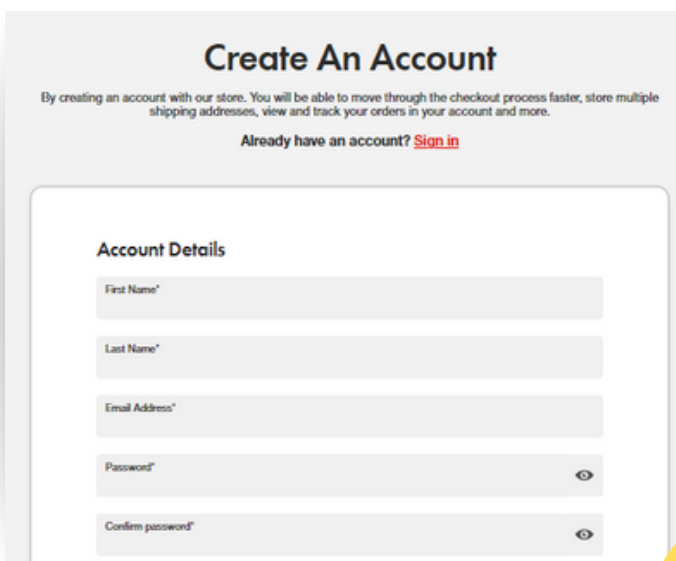 Create An Account
By creating an account with our store. You will be able to move through the checkout process faster, store multiple
shipping addresses, view and track your orders in your account and more.
Already have an account? Sign in
Account Details
First Name*
Last Name*
Email Address*
Password*
Confirm password*